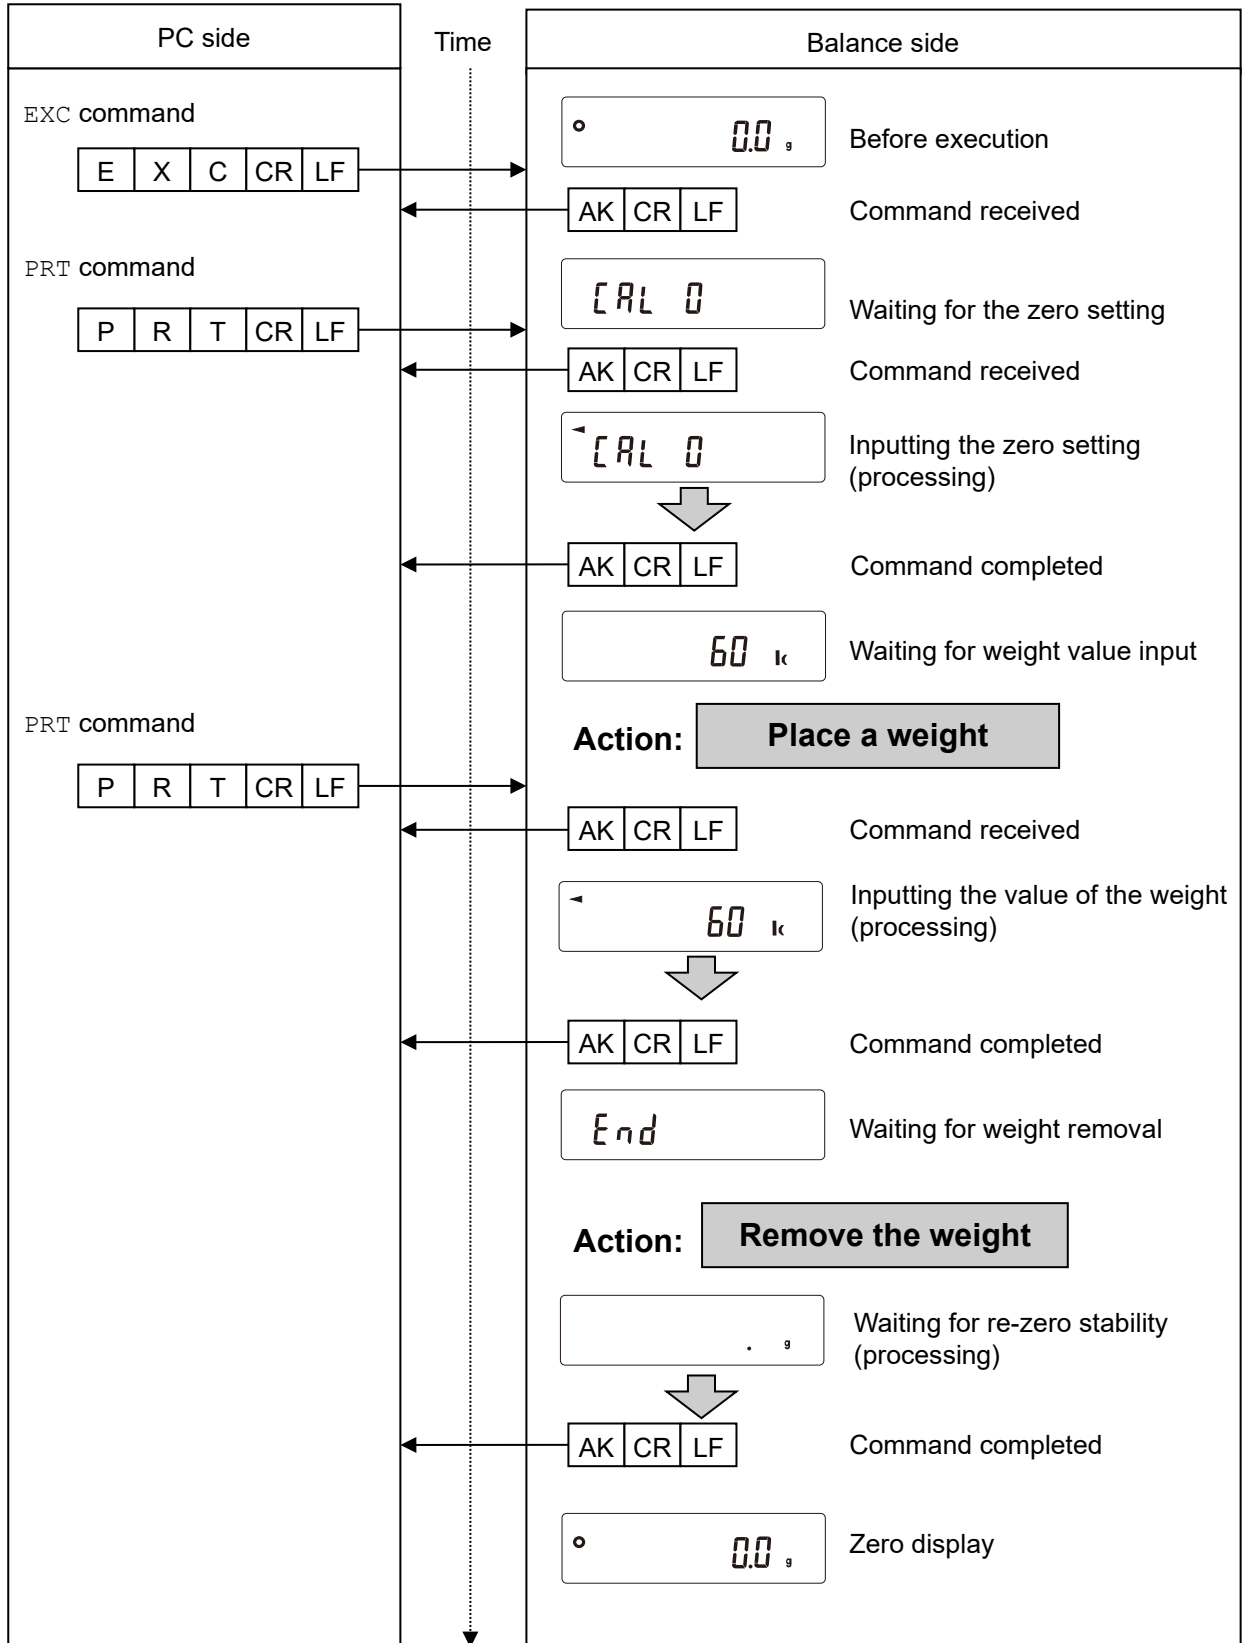 PC side
Time
Balance side
EXC command
0.0 g
Before execution
E X C CR LF
AK CR LF
Command received
PRT command
CAL 0
Waiting for the zero setting
P R T CR LF
AK CR LF
Command received
CAL 0
Inputting the zero setting
(processing)
AK CR LF
Command completed
60
Waiting for weight value input
PRT command
Action:
Place a weight
P R T CR LF
AK CR LF
Command received
60
Inputting the value of the weight
(processing)
AK CR LF
Command completed
End
Waiting for weight removal
Action:
Remove the weight
. g
Waiting for re-zero stability
(processing)
AK CR LF
Command completed
0.0 g
Zero display